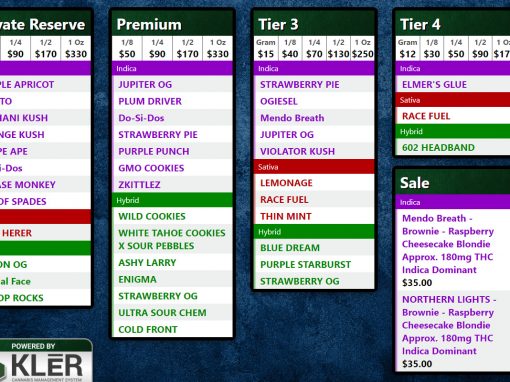 vate Reserve
1/4 1/2 1 Oz
$90 $170 $330
PLE APRICOT
TO
IANI KUSH
NGE KUSH
PE APE
Si-Dos
ASE MONKEY
OF SPADES
HERER
ON OG
al Face
OP ROCKS
POWERED BY
KLĒR
CANNABIS MANAGEMENT SYSTEM
Premium
1/8 1/4 1/2 1 Oz
$50 $90 $170 $330
Indica
JUPITER OG
PLUM DRIVER
Do-Si-Dos
STRAWBERRY PIE
PURPLE PUNCH
GMO COOKIES
ZKITTLEZ
Hybrid
WILD COOKIES
WHITE TAHOE COOKIES
X SOUR PEBBLES
ASHY LARRY
ENIGMA
STRAWBERRY OG
ULTRA SOUR CHEM
COLD FRONT
Tier 3
Gram 1/8 1/4 1/2 1 Oz
$15 $40 $70 $130 $250
Indica
STRAWBERRY PIE
OGIESEL
Mendo Breath
JUPITER OG
VIOLATOR KUSH
Sativa
LEMONAGE
RACE FUEL
THIN MINT
Hybrid
BLUE DREAM
PURPLE STARBURST
STRAWBERRY OG
Tier 4
Gram 1/8 1/4 1/2
$12 $30 $50 $90 $17
Indica
ELMER'S GLUE
Sativa
RACE FUEL
Hybrid
602 HEADBAND
Sale
Indica
Mendo Breath -
Brownie - Raspberry
Cheesecake Blondie
Approx. 180mg THC
Indica Dominant
$35.00
NORTHERN LIGHTS -
Brownie - Raspberry
Cheesecake Blondie
Approx. 180mg THC
Indica Dominant
$35.00